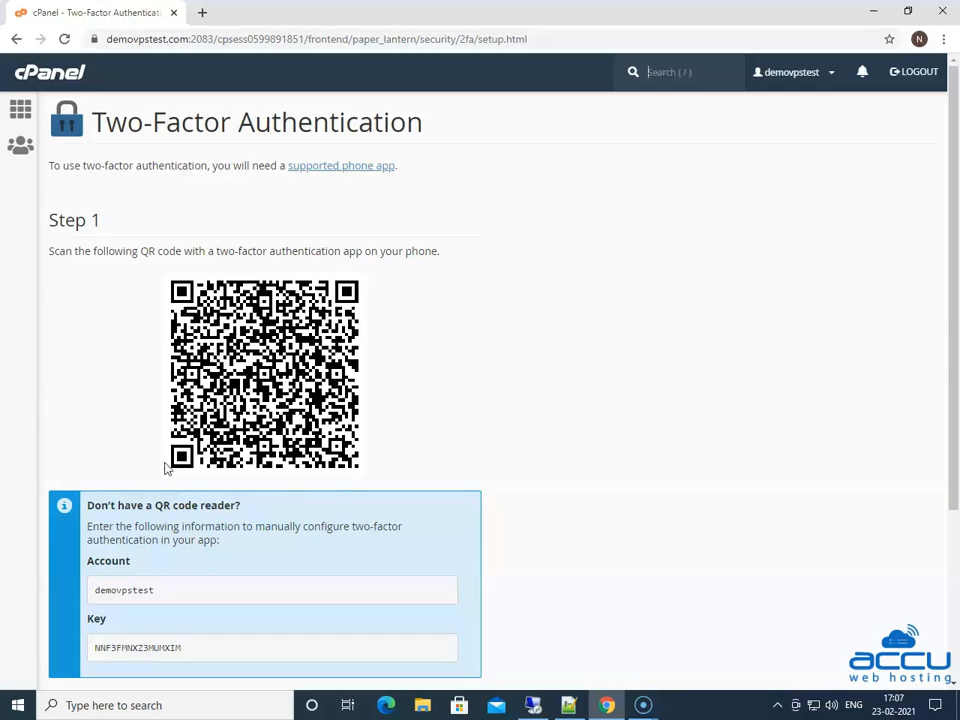 cPanel - Two-Factor Authenticati
demovpstest.com:2083/cpsess0599891851/frontend/paper_lantern/security/2fa/setup.html
N
cPanel
Search ( / )
demovpstest
LOGOUT
Two-Factor Authentication
To use two-factor authentication, you will need a supported phone app.
Step 1
Scan the following QR code with a two-factor authentication app on your phone.
Don't have a QR code reader?
Enter the following information to manually configure two-factor
authentication in your app:
Account
demovpstest
Key
NNF3FMNXZ3MUMXIM
accu
web hosting
Type here to search
ENG
17:07
23-02-2021